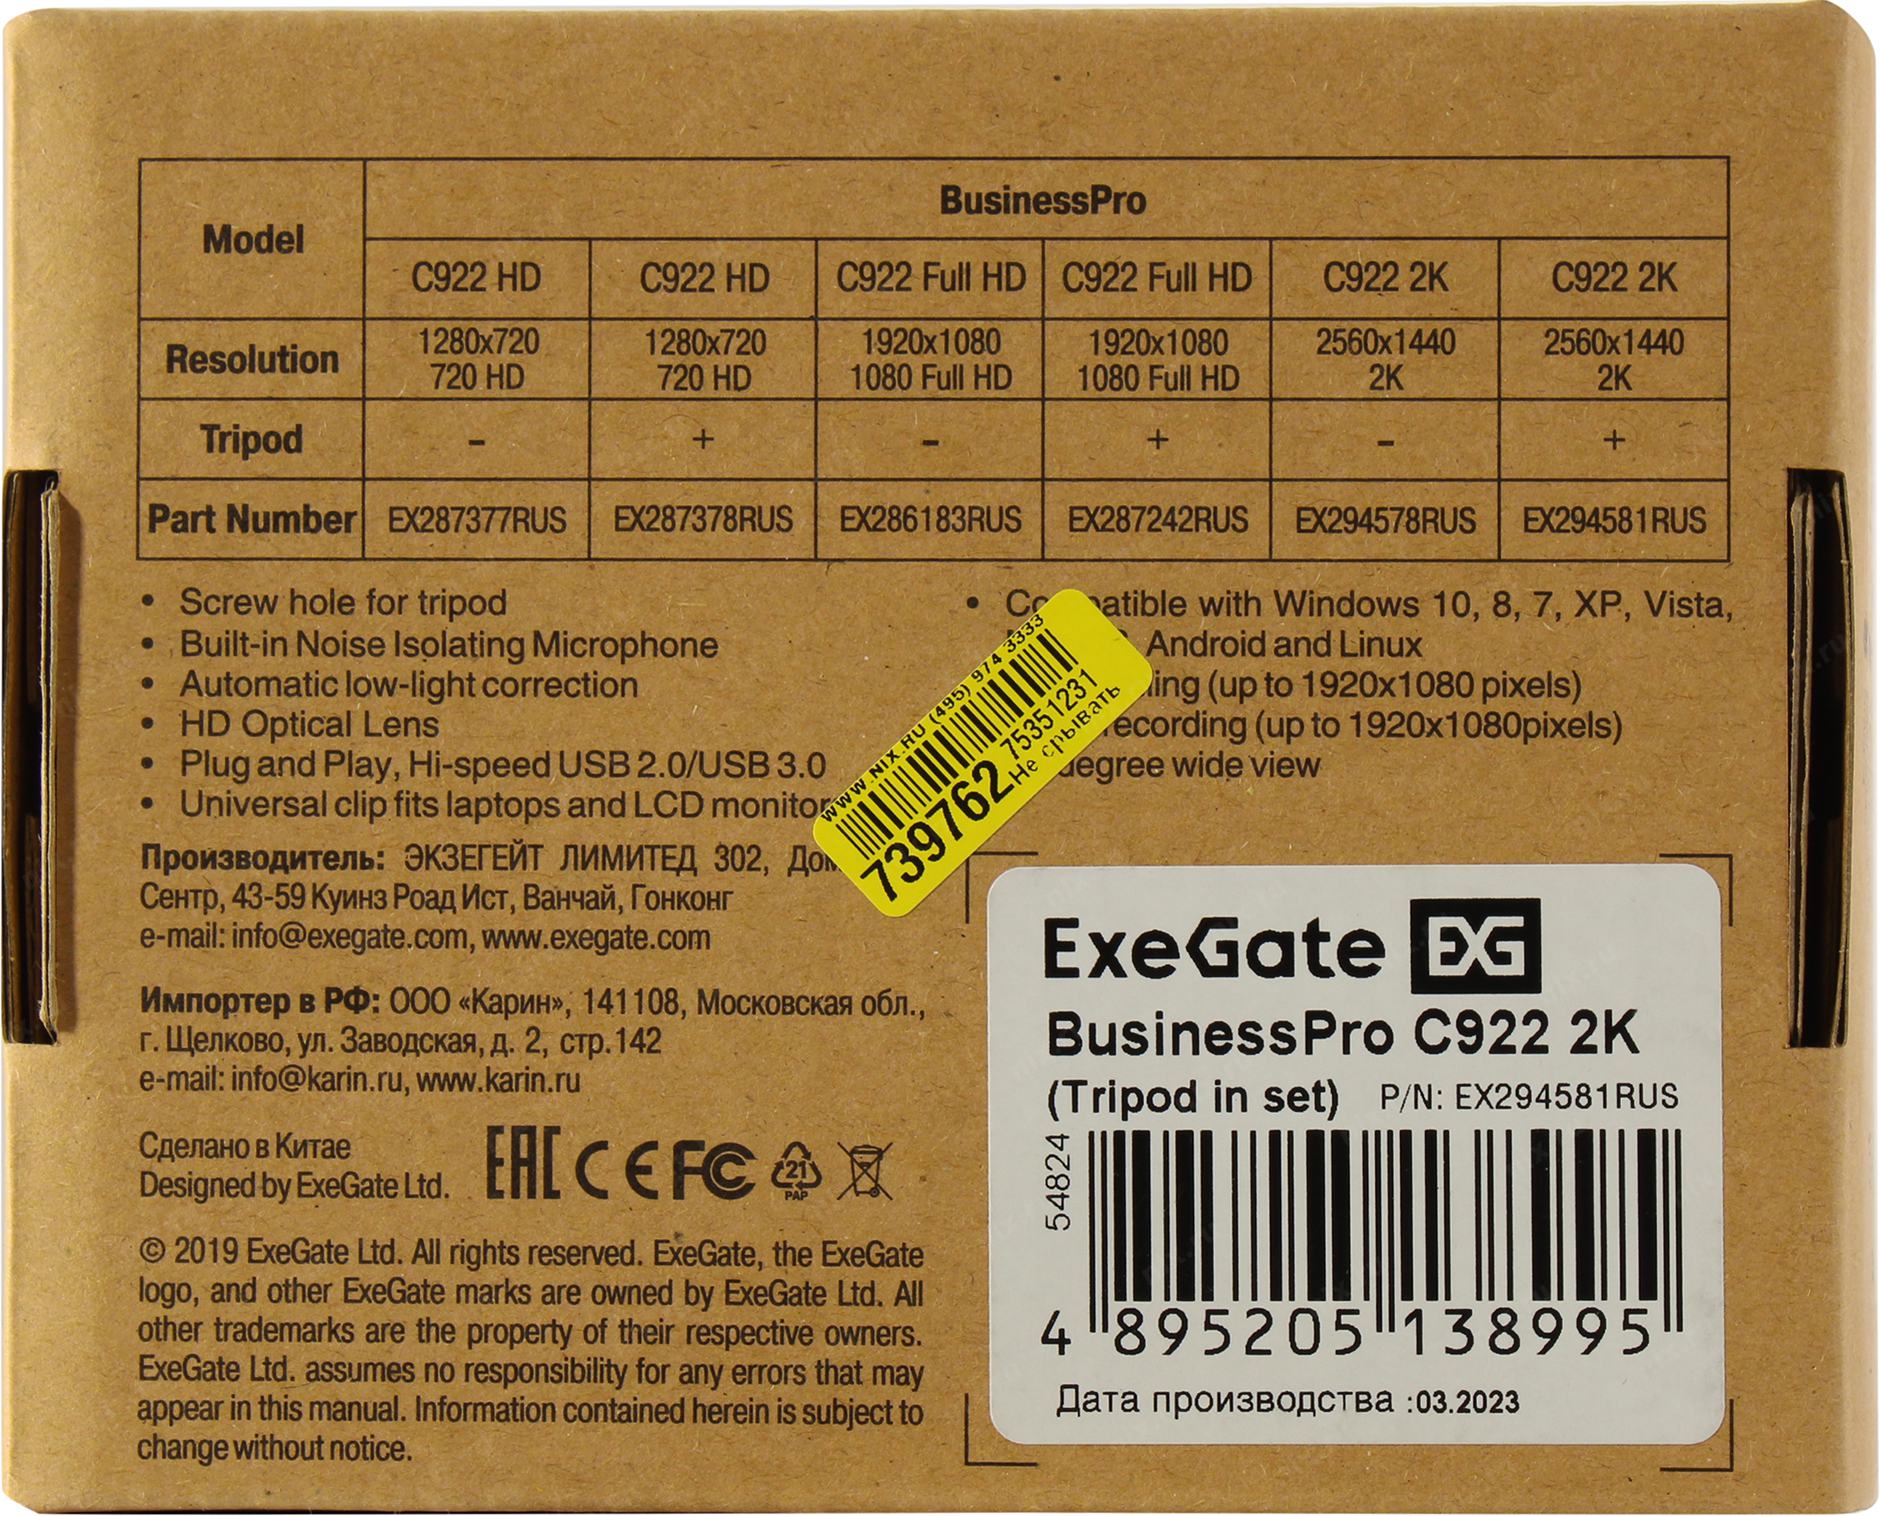 Model
BusinessPro
C922 HD C922 HD C922 Full HD C922 Full HD C922 2K C922 2K
Resolution
1280x720 1280x720 1920x1080 1920x1080 2560x1440 2560x1440
720 HD 720 HD 1080 Full HD 1080 Full HD 2K 2K
Tripod – + – + – +
Part Number EX287377RUS EX287378RUS EX286183RUS EX287242RUS EX294578RUS EX294581RUS
• Screw hole for tripod
• Built-in Noise Isolating Microphone
• Automatic low-light correction
• HD Optical Lens
• Plug and Play, Hi-speed USB 2.0/USB 3.0
• Universal clip fits laptops and LCD monitor
• with Windows 10, 8, 7, XP, Vista,
Android and Linux
(up to 1920x1080 pixels)
(up to 1920x1080pixels)
degree wide view
WWW.NIX.RU (495) 974 3333
75351231
739762 Не срывать
Производитель: ЭКЗЕГЕЙТ ЛИМИТЕД 302,
Сентр, 43-59 Куинз Роад Ист, Ванчай, Гонконг
e-mail: info@exegate.com, www.exegate.com
Импортер в РФ: ООО «Карин», 141108, Московская обл.,
г. Щелково, ул. Заводская, д. 2, стр.142
e-mail: info@karin.ru, www.karin.ru
Сделано в Китае
Designed by ExeGate Ltd.
EAC CE FC 21 PAP
© 2019 ExeGate Ltd. All rights reserved. ExeGate, the ExeGate
logo, and other ExeGate marks are owned by ExeGate Ltd. All
other trademarks are the property of their respective owners.
ExeGate Ltd. assumes no responsibility for any errors that may
appear in this manual. Information contained herein is subject to
change without notice.
ExeGate EXG
BusinessPro C922 2K
(Tripod in set) P/N: EX294581RUS
54824
4 895205 138995
Дата производства :03.2023